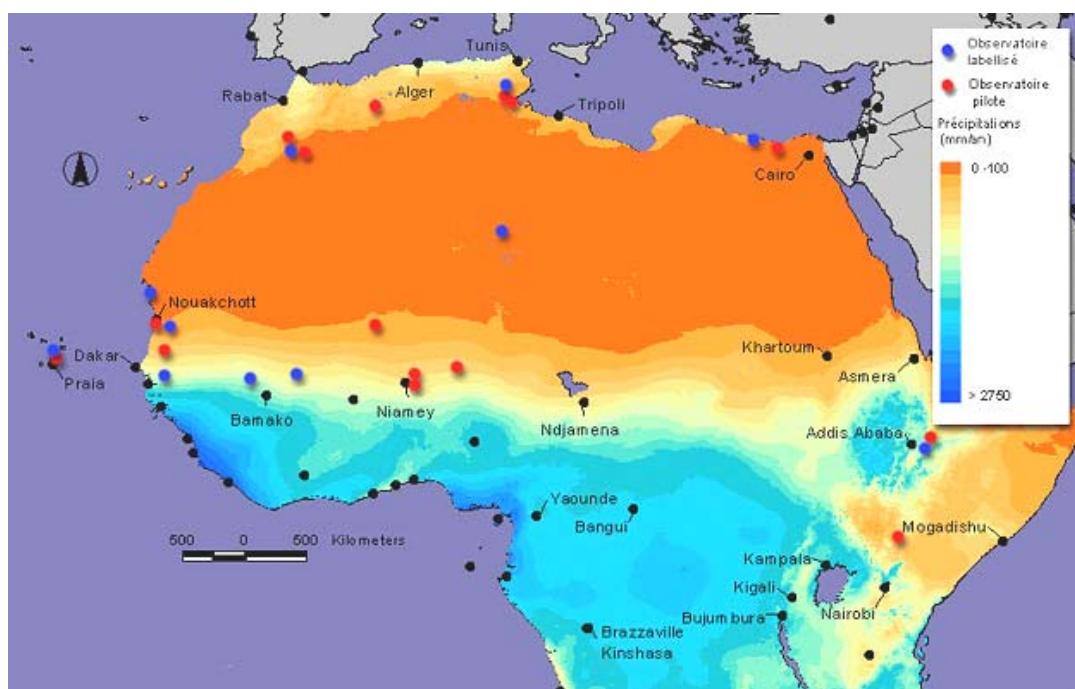 Tunis
Observatoire
labellisé
Rabat
Alger
Observatoire
pilote
Tripoli
Précipitations
(mm/an)
0 -100
Cairo
Nouakchott
Dakar
Khartoum
Asmera
Praia
> 2750
Bamako
Niamey
Ndjamena
Addis Ababa
Yaounde
Bangui
Mogadishu
500 0 500 Kilometers
Kampala
Kigali
Nairobi
Bujumbura
Brazzaville
Kinshasa